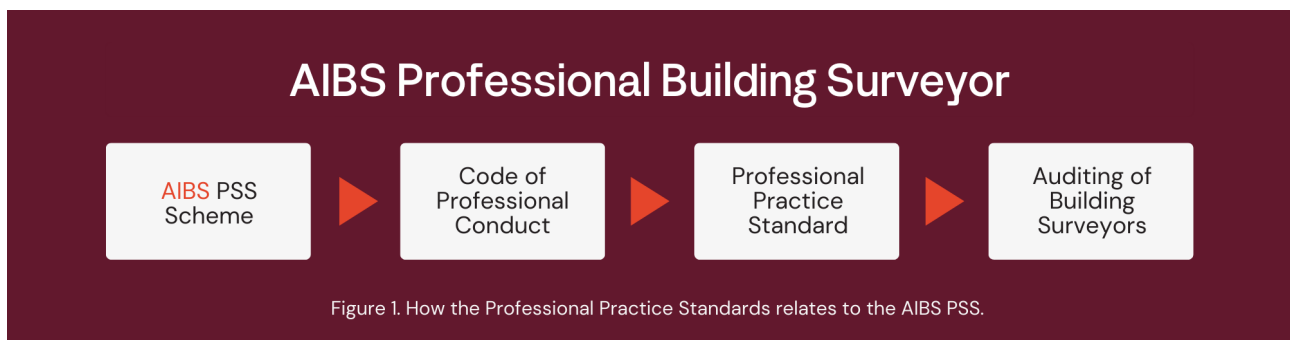 AIBS Professional Building Surveyor
AIBS PSS
Scheme
Code of
Professional
Conduct
Professional
Practice
Standard
Auditing of
Building
Surveyors
Figure 1. How the Professional Practice Standards relates to the AIBS PSS.